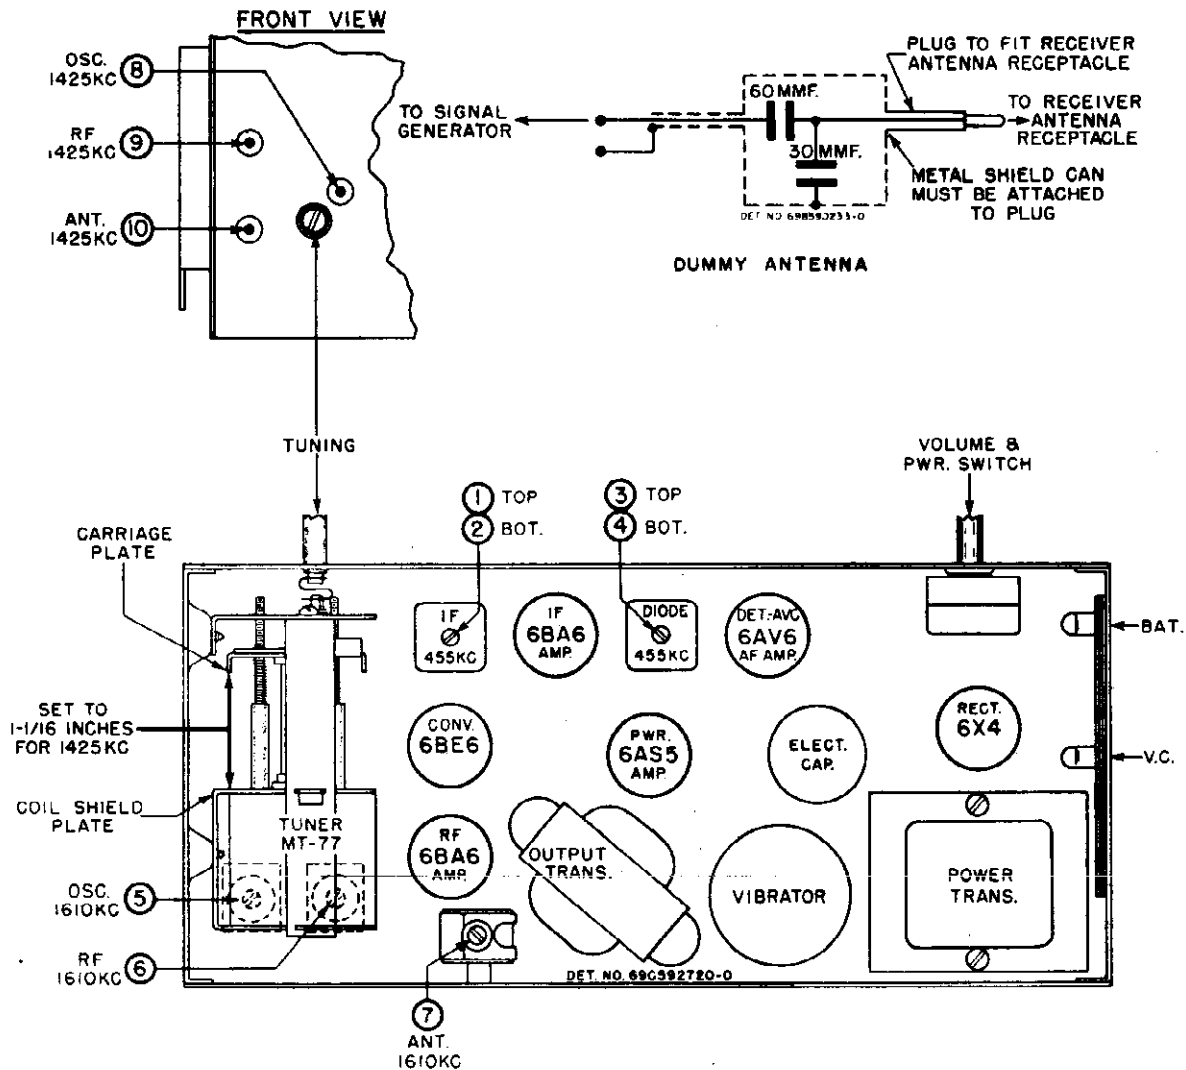 FRONT VIEW
OSC.
1425KC
8
RF
1425KC
9
ANT.
1425KC
10
TO SIGNAL
GENERATOR
60 MMF.
30 MMF.
PLUG TO FIT RECEIVER
ANTENNA RECEPTACLE
TO RECEIVER
ANTENNA
RECEPTACLE
METAL SHIELD CAN
MUST BE ATTACHED
TO PLUG
DET. NO. 69B590233-0
DUMMY ANTENNA
TUNING
1 TOP
2 BOT.
3 TOP
4 BOT.
VOLUME &
PWR. SWITCH
CARRIAGE
PLATE
IF
455KC
IF
6BA6
AMP.
DIODE
455KC
DET.-AVC
6AV6
AF AMP.
BAT.
SET TO
1-1/16 INCHES
FOR 1425KC
CONV.
6BE6
PWR.
6AS5
AMP.
ELECT.
CAP.
RECT.
6X4
V.C.
COIL SHIELD
PLATE
TUNER
MT-77
RF
6BA6
AMP.
OUTPUT
TRANS.
VIBRATOR
POWER
TRANS.
OSC.
1610KC
5
RF
1610KC
6
DET. NO. 69C592720-0
7
ANT.
1610KC